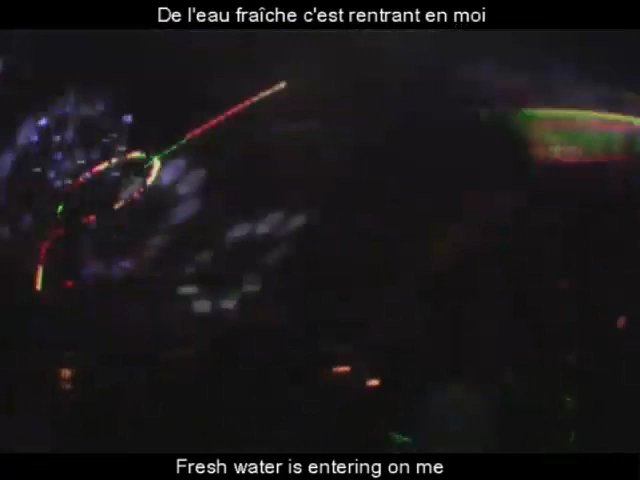 De l'eau fraîche c'est rentrant en moi
Fresh water is entering on me